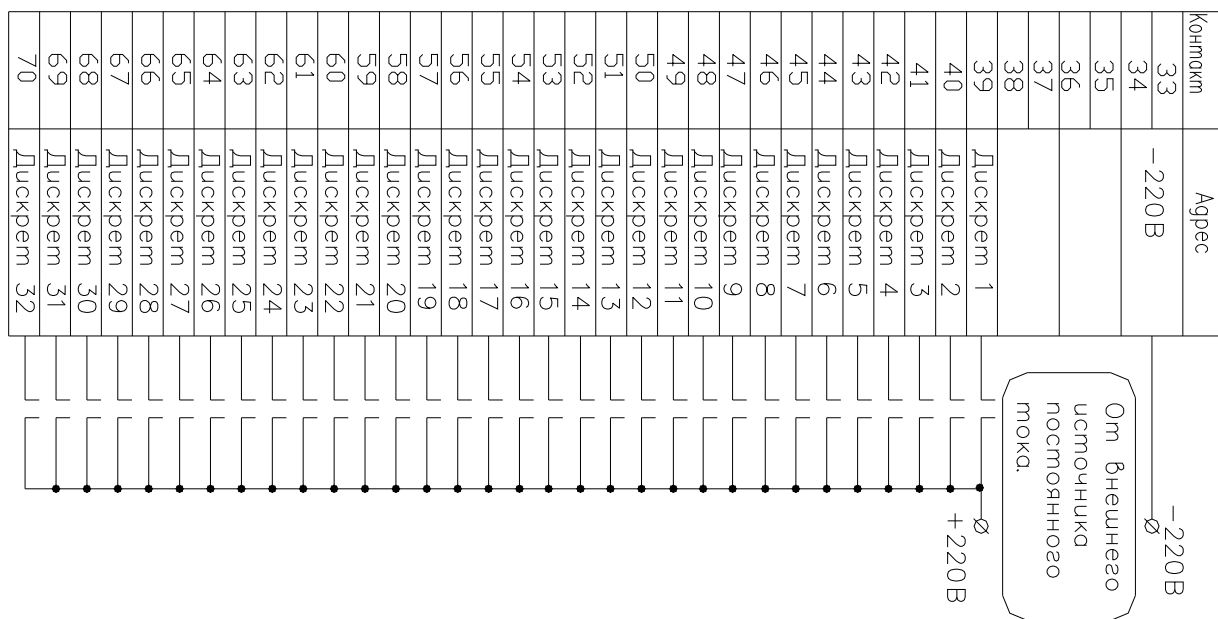 Контакт Адрес
33
34 -220В
35
36
37
38
39 Дискрет 1
40 Дискрет 2
41 Дискрет 3
42 Дискрет 4
43 Дискрет 5
44 Дискрет 6
45 Дискрет 7
46 Дискрет 8
47 Дискрет 9
48 Дискрет 10
49 Дискрет 11
50 Дискрет 12
51 Дискрет 13
52 Дискрет 14
53 Дискрет 15
54 Дискрет 16
55 Дискрет 17
56 Дискрет 18
57 Дискрет 19
58 Дискрет 20
59 Дискрет 21
60 Дискрет 22
61 Дискрет 23
62 Дискрет 24
63 Дискрет 25
64 Дискрет 26
65 Дискрет 27
66 Дискрет 28
67 Дискрет 29
68 Дискрет 30
69 Дискрет 31
70 Дискрет 32
-220В
От внешнего
источника
постоянного
тока.
+220В